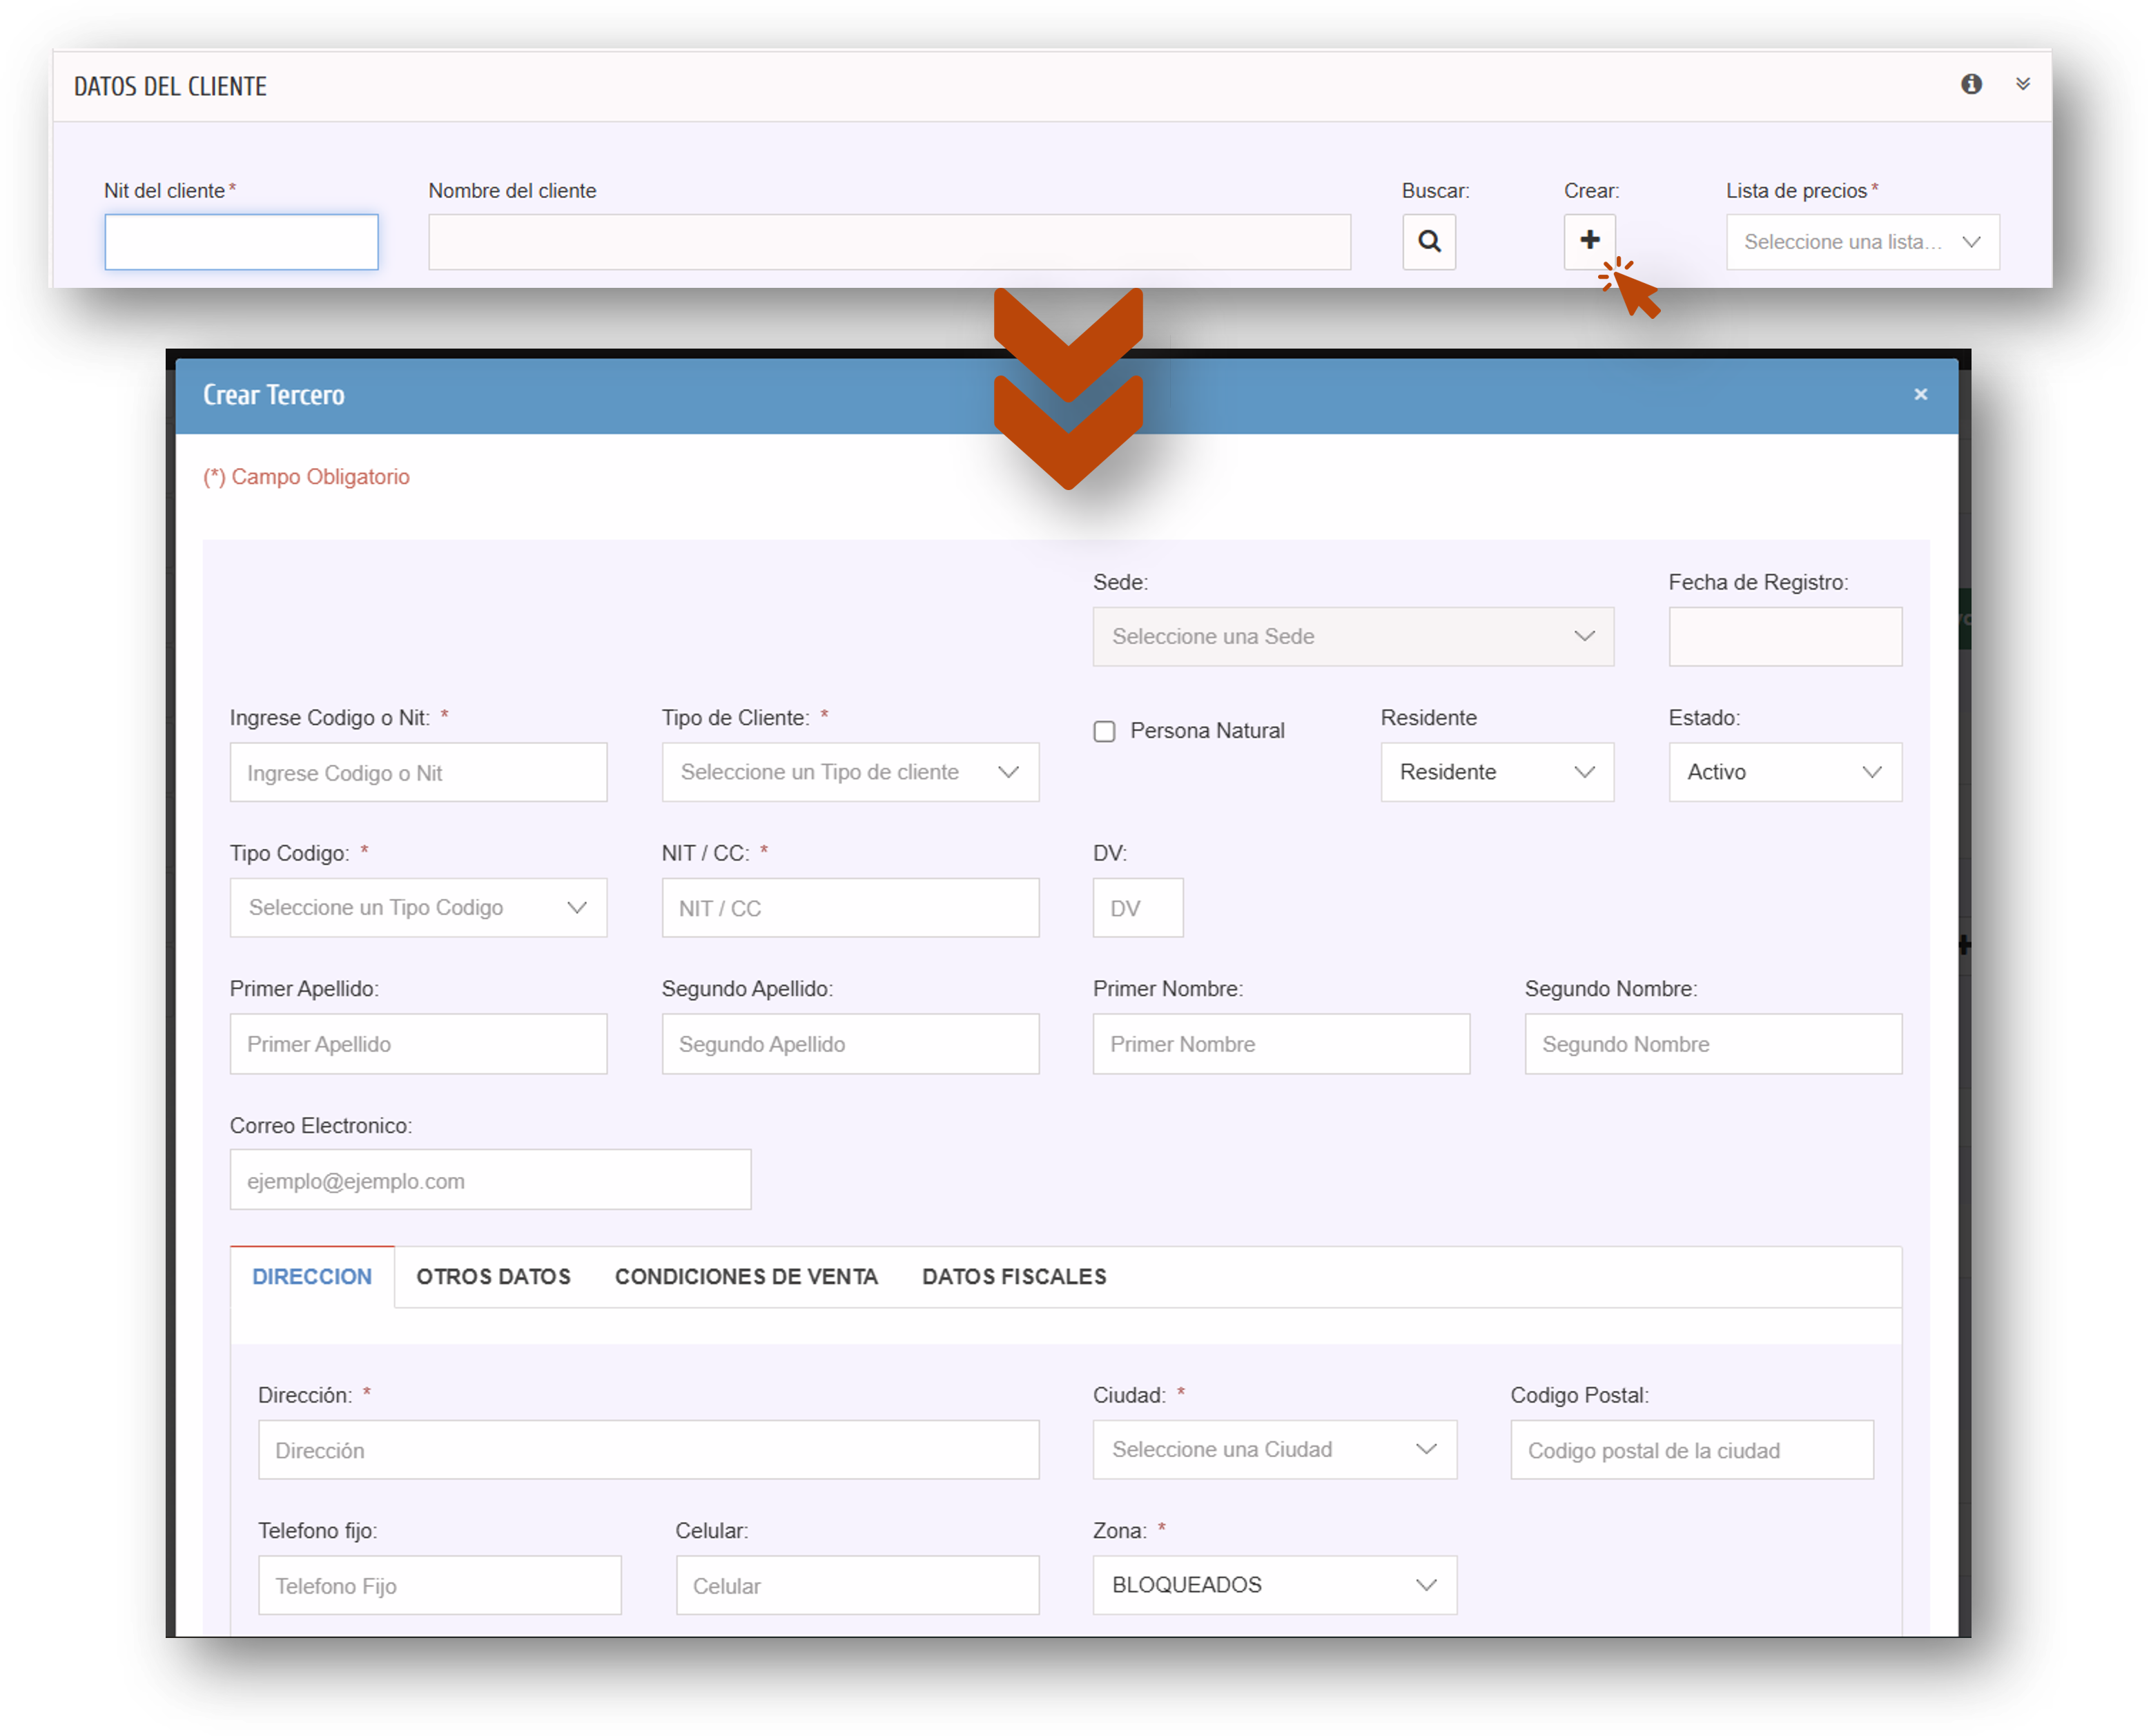 DATOS DEL CLIENTE
Nit del cliente* Nombre del cliente Buscar: Crear: Lista de precios*
Seleccione una lista...
Crear Tercero ×
(*) Campo Obligatorio
Sede: Fecha de Registro:
Seleccione una Sede
Ingrese Codigo o Nit: * Tipo de Cliente: * Persona Natural Residente Estado:
Ingrese Codigo o Nit Seleccione un Tipo de cliente Residente Activo
Tipo Codigo: * NIT / CC: * DV:
Seleccione un Tipo Codigo NIT / CC DV
Primer Apellido: Segundo Apellido: Primer Nombre: Segundo Nombre:
Primer Apellido Segundo Apellido Primer Nombre Segundo Nombre
Correo Electronico:
ejemplo@ejemplo.com
DIRECCION OTROS DATOS CONDICIONES DE VENTA DATOS FISCALES
Dirección: * Ciudad: * Codigo Postal:
Dirección Seleccione una Ciudad Codigo postal de la ciudad
Telefono fijo: Celular: Zona: *
Telefono Fijo Celular BLOQUEADOS